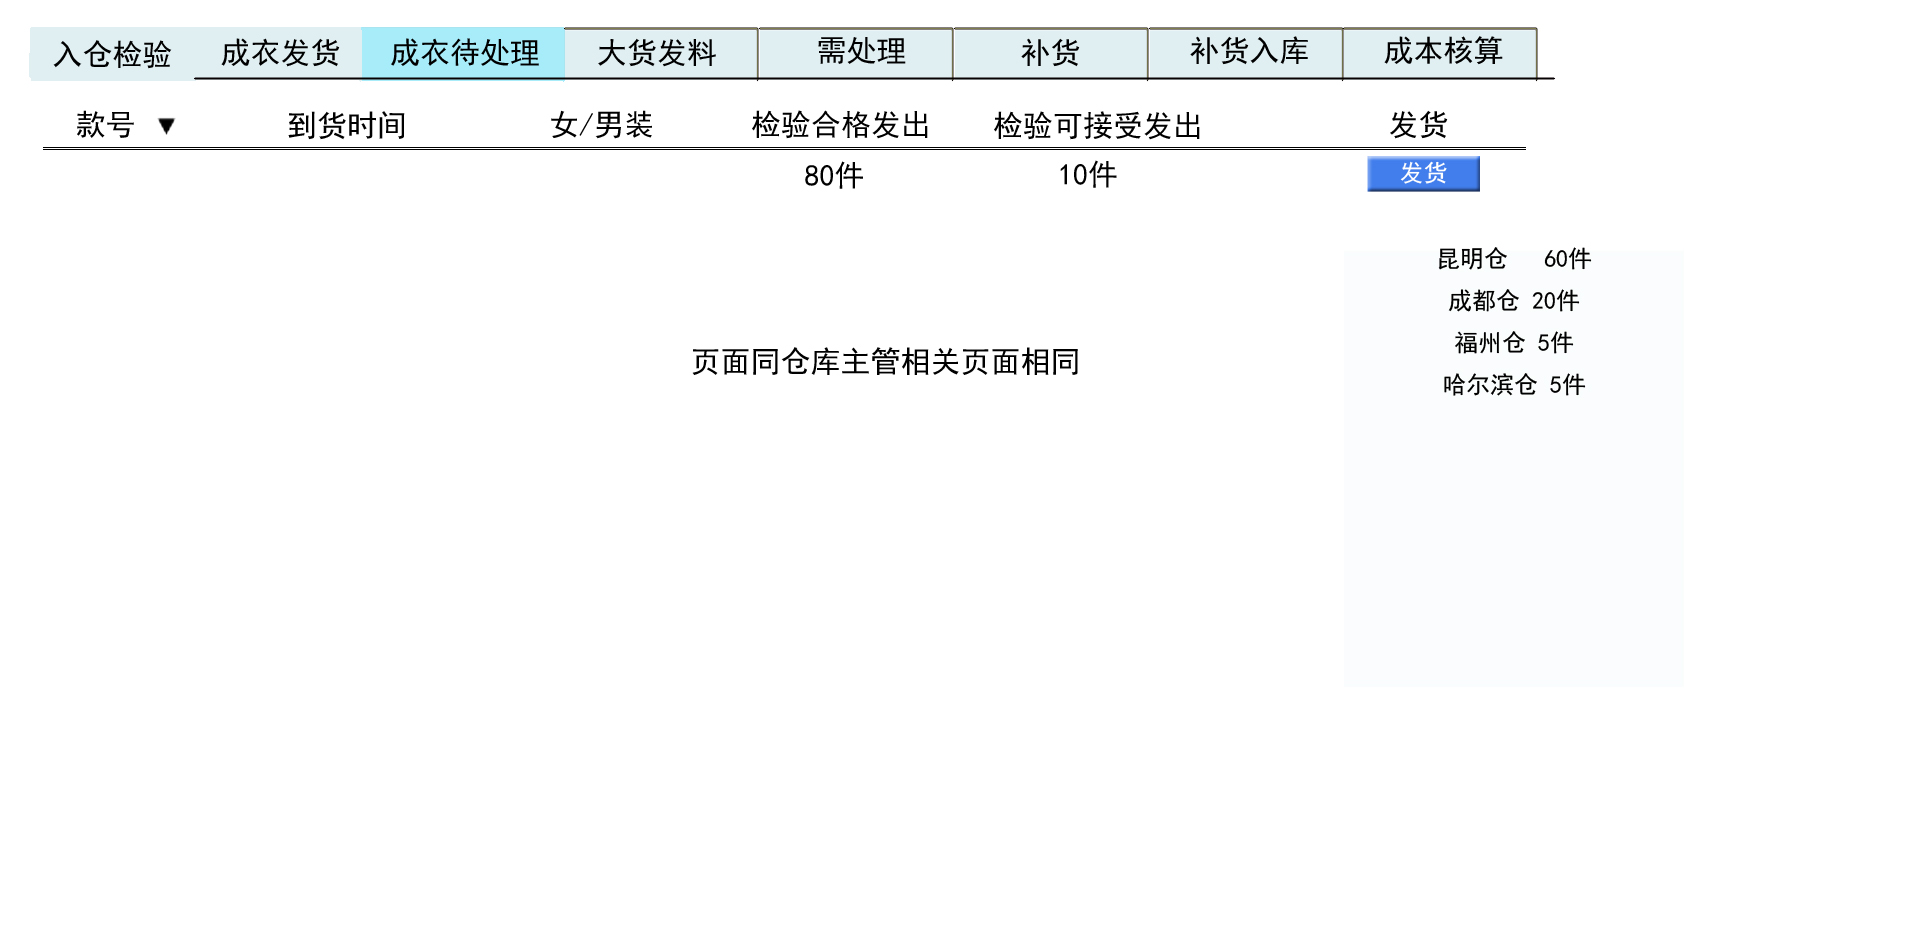 入仓检验 成衣发货 成衣待处理 大货发料 需处理 补货 补货入库 成本核算
款号 ▼ 到货时间 女/男装 检验合格发出 检验可接受发出 发货
80件 10件 发货
昆明仓 60件
成都仓 20件
福州仓 5件
页面同仓库主管相关页面相同
哈尔滨仓 5件